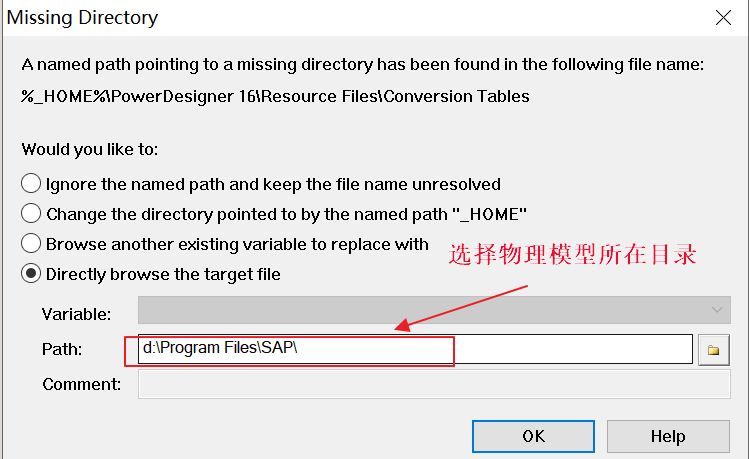 Missing Directory
A named path pointing to a missing directory has been found in the following file name:
%_HOME%\PowerDesigner 16\Resource Files\Conversion Tables
Would you like to:
Ignore the named path and keep the file name unresolved
Change the directory pointed to by the named path "_HOME"
Browse another existing variable to replace with
选择物理模型所在目录
Directly browse the target file
Variable:
Path: d:\Program Files\SAP\
Comment:
OK Help